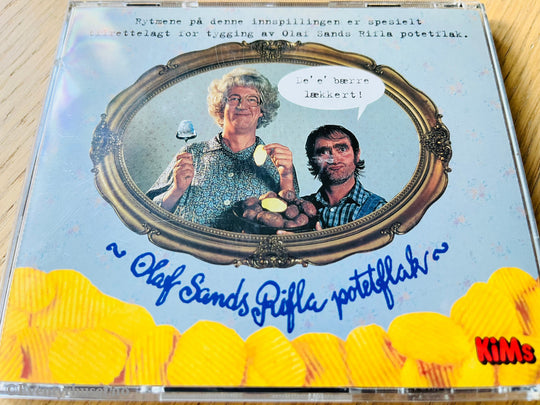 Rytmene på denne innspillingen er spesielt
tilrettelagt for tygging av Olaf Sands Rifla potetflak.
De' e' bærre
lækkert!
~ Olaf Sands Rifla potetflak ~
KiMs